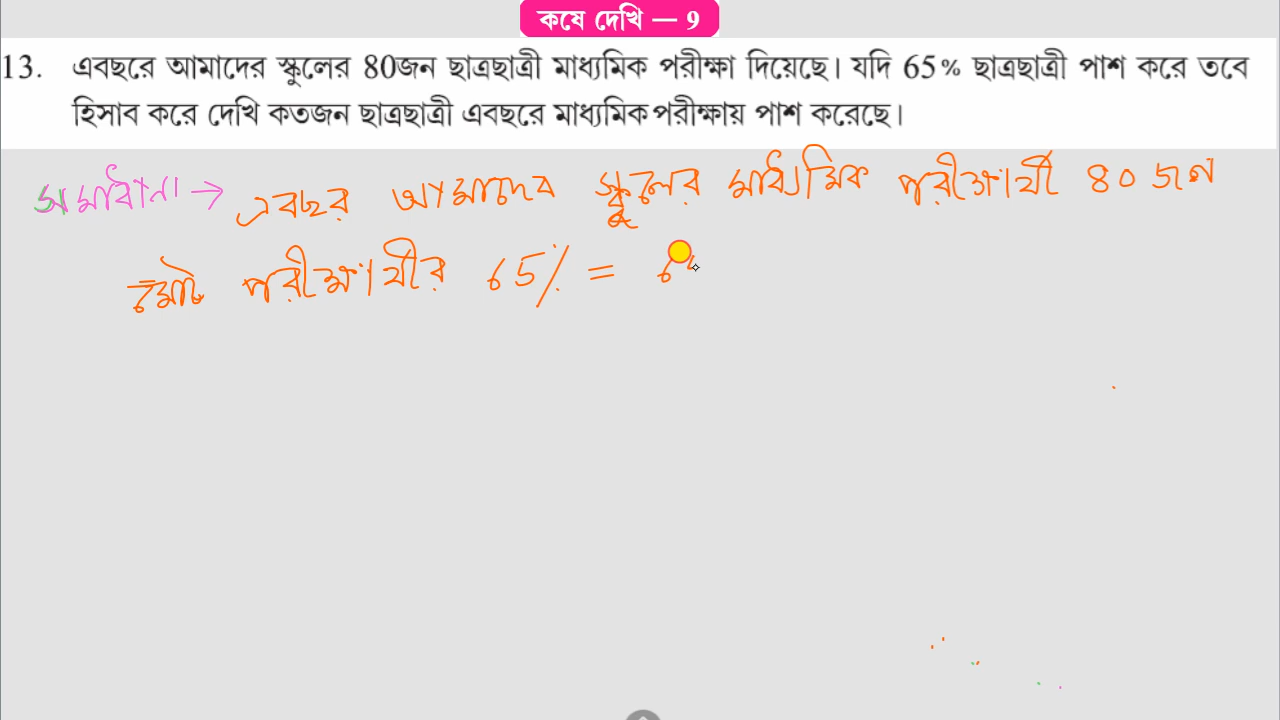 কষে দেখি — 9
13. এবছরে আমাদের স্কুলের 80জন ছাত্রছাত্রী মাধ্যমিক পরীক্ষা দিয়েছে। যদি 65% ছাত্রছাত্রী পাশ করে তবে
হিসাব করে দেখি কতজন ছাত্রছাত্রী এবছরে মাধ্যমিক পরীক্ষায় পাশ করেছে।
সমাধান → এবছর আমাদের স্কুলের মাধ্যমিক পরীক্ষার্থী 80 জন
মোট পরীক্ষার্থীর 65% =